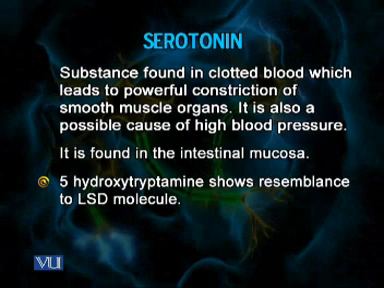 SEROTONIN
Substance found in clotted blood which
leads to powerful constriction of
smooth muscle organs. It is also a
possible cause of high blood pressure.
It is found in the intestinal mucosa.
5 hydroxytryptamine shows resemblance
to LSD molecule.
VU